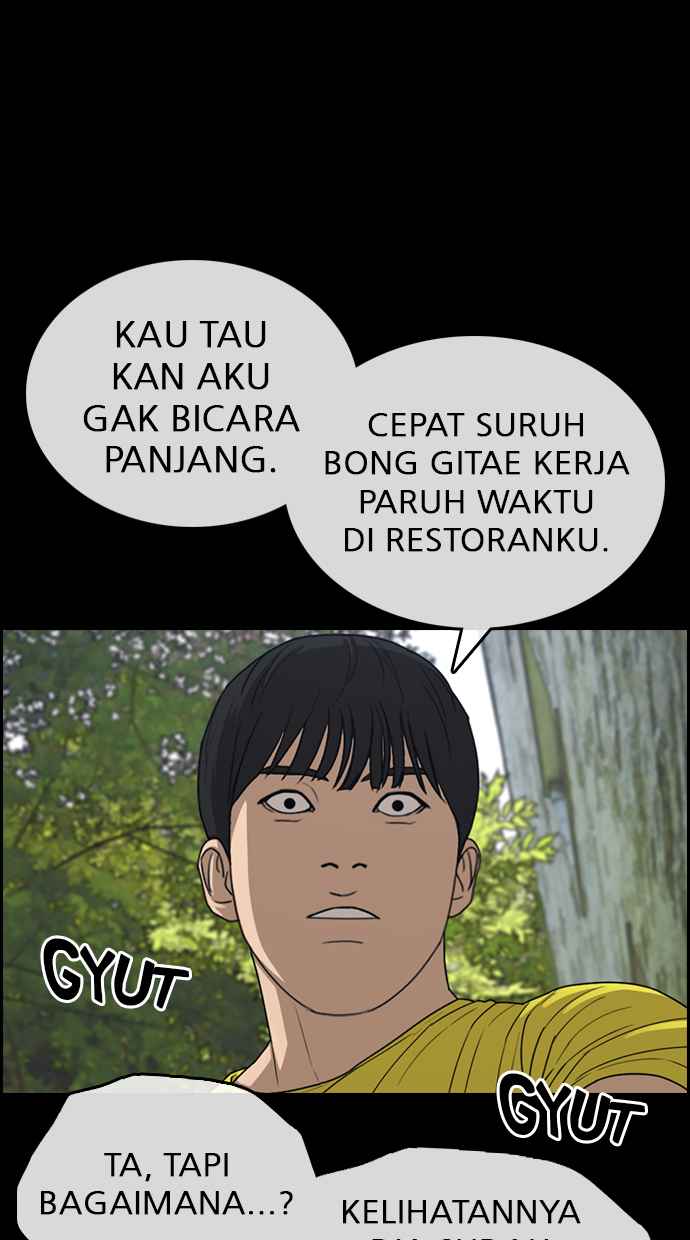 KAU TAU
KAN AKU
GAK BICARA
PANJANG.
CEPAT SURUH
BONG GITAE KERJA
PARUH WAKTU
DI RESTORANKU.
GYUT
GYUT
TA, TAPI
BAGAIMANA...?
KELIHATANNYA